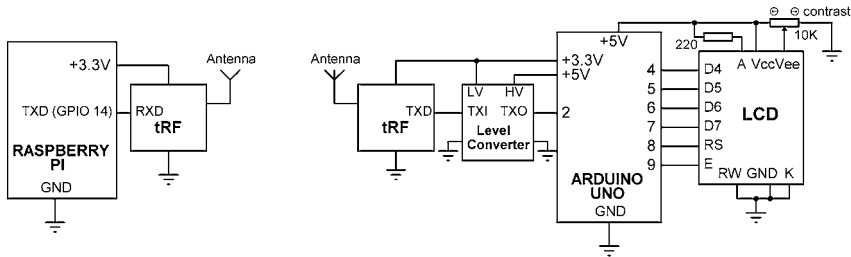 +3.3V
TXD (GPIO 14)
RASPBERRY
PI
GND
RXD
tRF
Antenna
Antenna
tRF
TXD
LV
HV
TXI
TXO
Level
Converter
+5V
+3.3V
+5V
2
4
5
6
7
8
9
ARDUINO
UNO
GND
220
⊖ ⊕ contrast
10K
A VccVee
D4
D5
D6
D7
RS
E
LCD
RW GND K